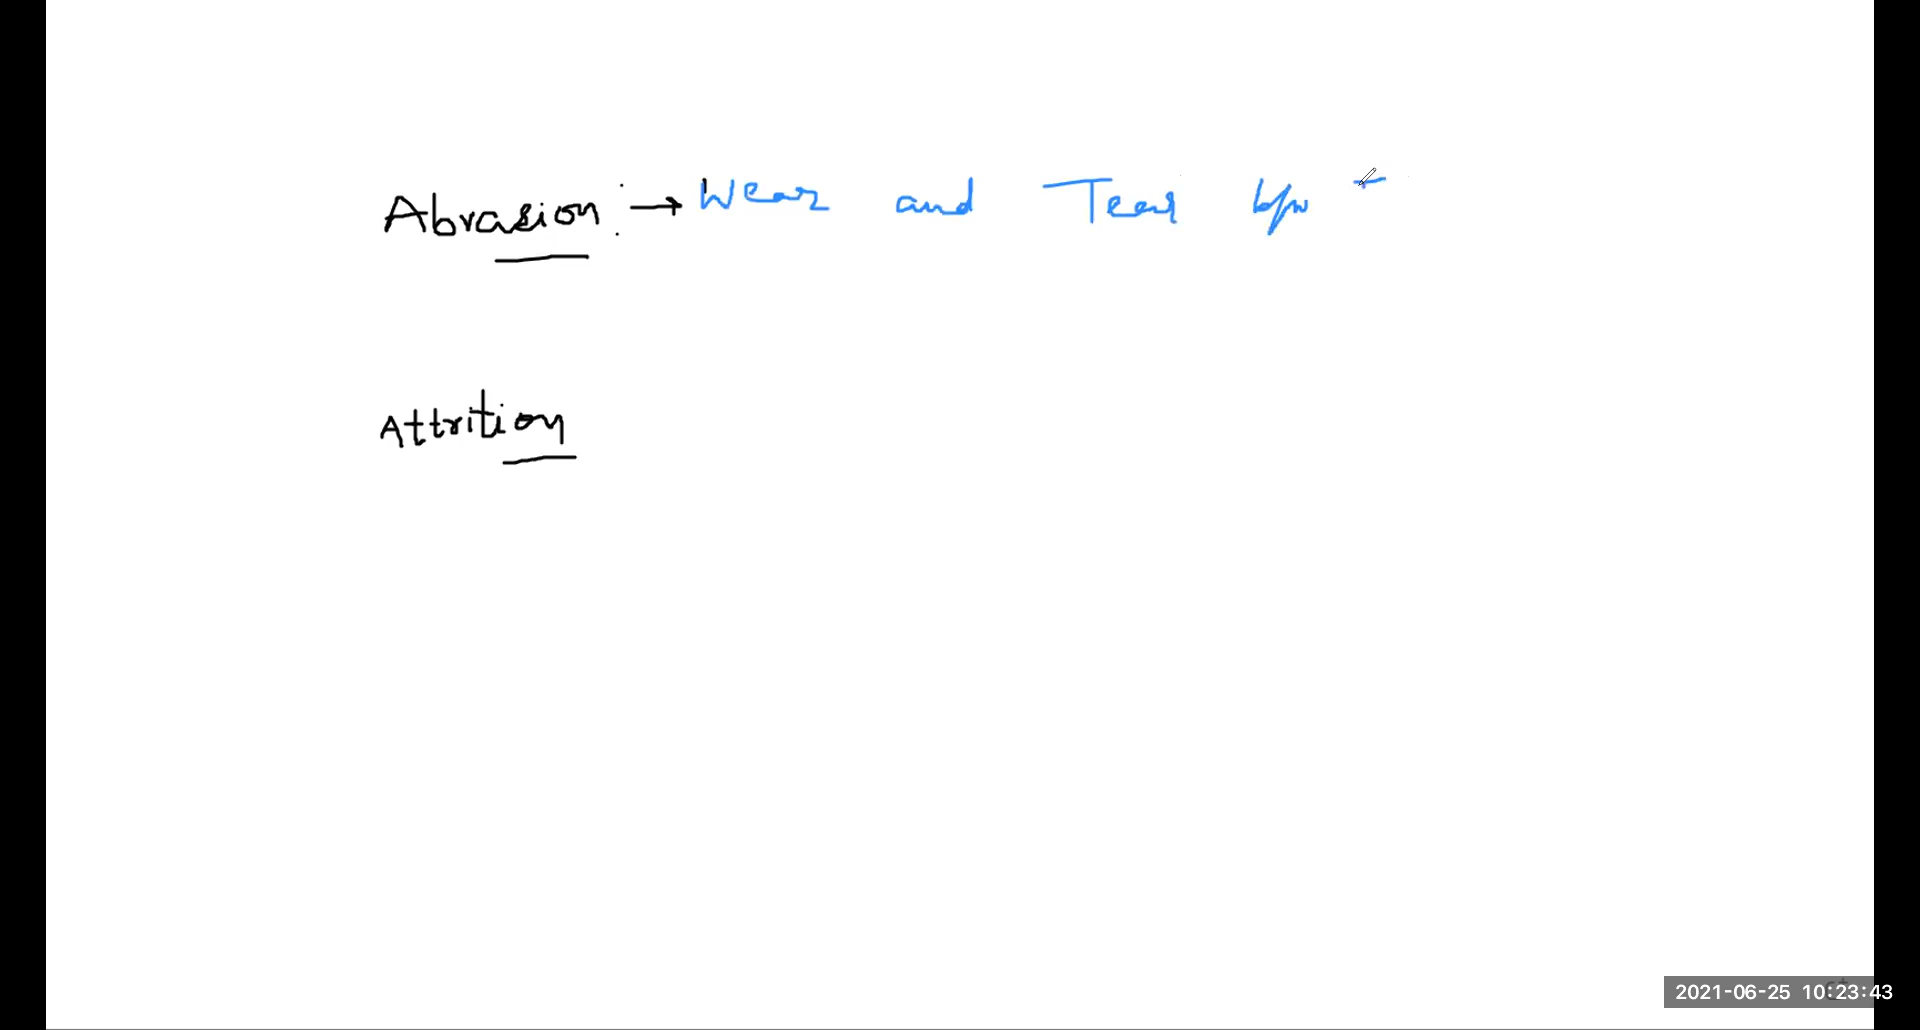 Abrasion : → Wear and Tear b/w
Attrition
2021-06-25 10:23:43